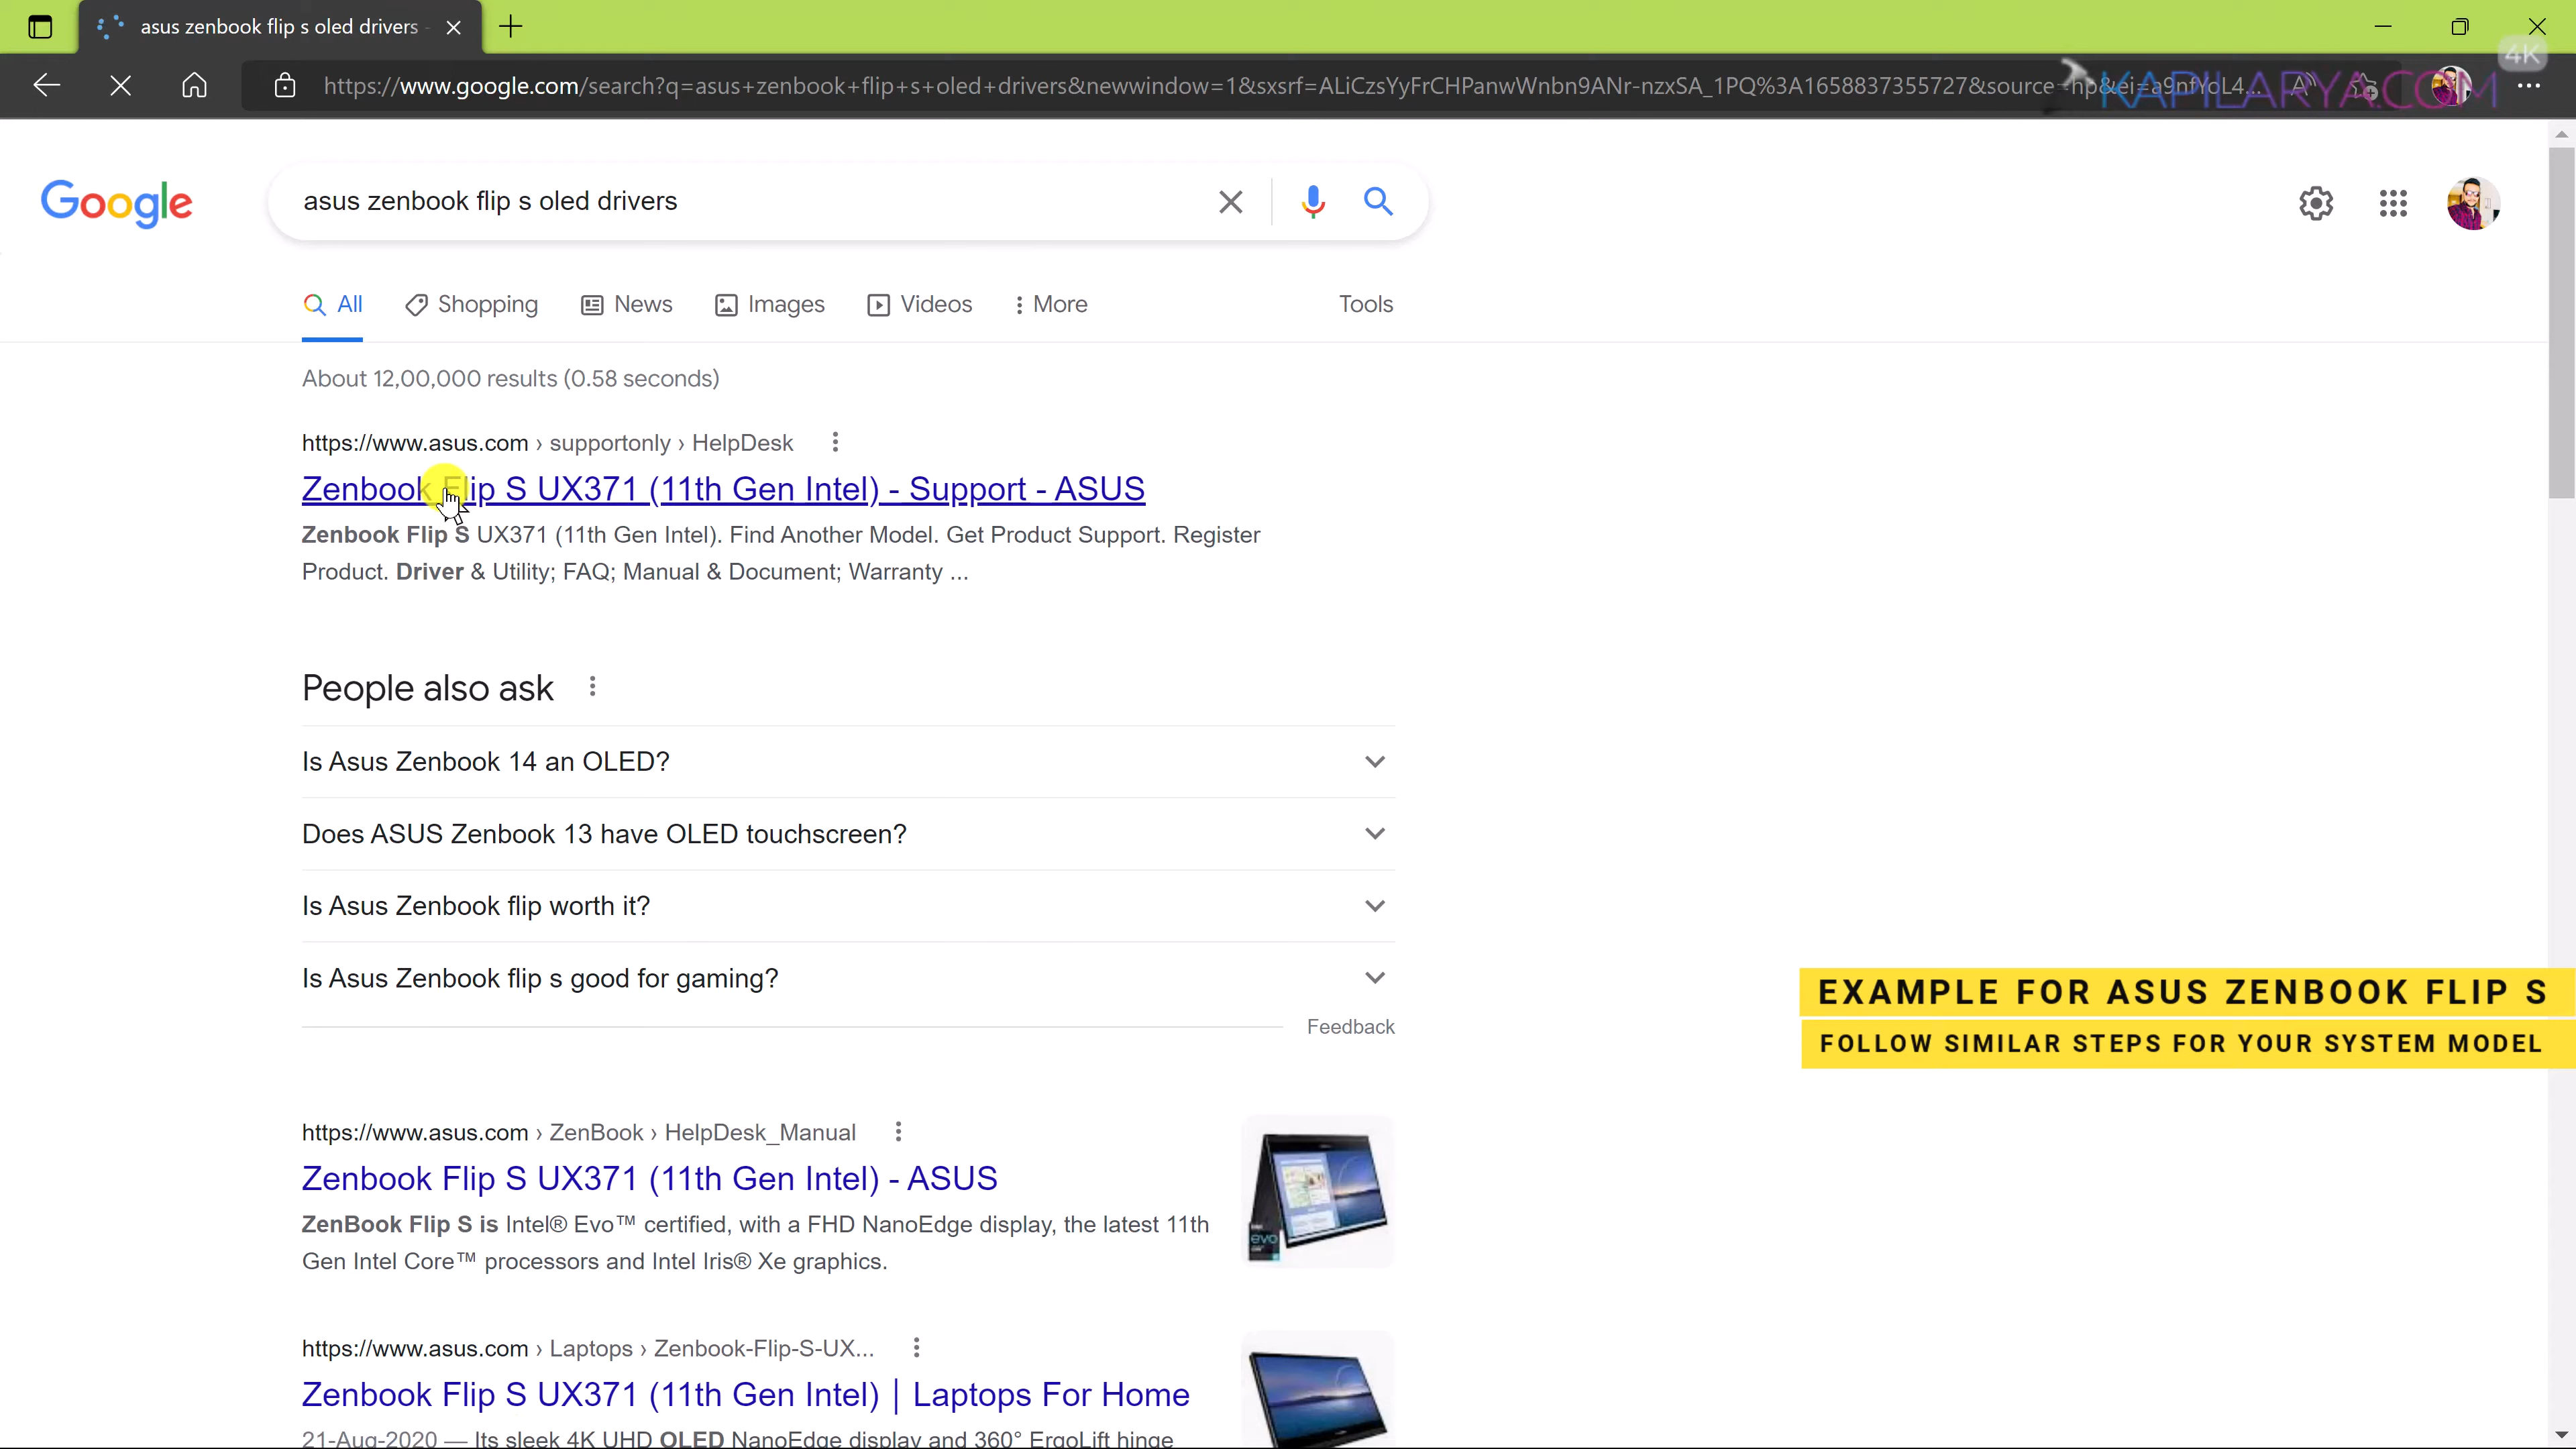 asus zenbook flip s oled drivers -
https://www.google.com/search?q=asus+zenbook+flip+s+oled+drivers&newwindow=1&sxsrf=ALiCzsYyFrCHPanwWnbn9ANr-nzxSA_1PQ%3A1658837355727&source=hp&ei=a9nfYoL4...
4K
KAPILARYA.COM
Google
asus zenbook flip s oled drivers
All Shopping News Images Videos More Tools
About 12,00,000 results (0.58 seconds)
https://www.asus.com › supportonly › HelpDesk
Zenbook Flip S UX371 (11th Gen Intel) - Support - ASUS
Zenbook Flip S UX371 (11th Gen Intel). Find Another Model. Get Product Support. Register
Product. Driver & Utility; FAQ; Manual & Document; Warranty ...
People also ask
Is Asus Zenbook 14 an OLED?
Does ASUS Zenbook 13 have OLED touchscreen?
Is Asus Zenbook flip worth it?
Is Asus Zenbook flip s good for gaming?
Feedback
EXAMPLE FOR ASUS ZENBOOK FLIP S
FOLLOW SIMILAR STEPS FOR YOUR SYSTEM MODEL
https://www.asus.com › ZenBook › HelpDesk_Manual
Zenbook Flip S UX371 (11th Gen Intel) - ASUS
ZenBook Flip S is Intel® Evo™ certified, with a FHD NanoEdge display, the latest 11th
Gen Intel Core™ processors and Intel Iris® Xe graphics.
evo
https://www.asus.com › Laptops › Zenbook-Flip-S-UX...
Zenbook Flip S UX371 (11th Gen Intel) | Laptops For Home
21-Aug-2020 — Its sleek 4K UHD OLED NanoEdge display and 360° ErgoLift hinge